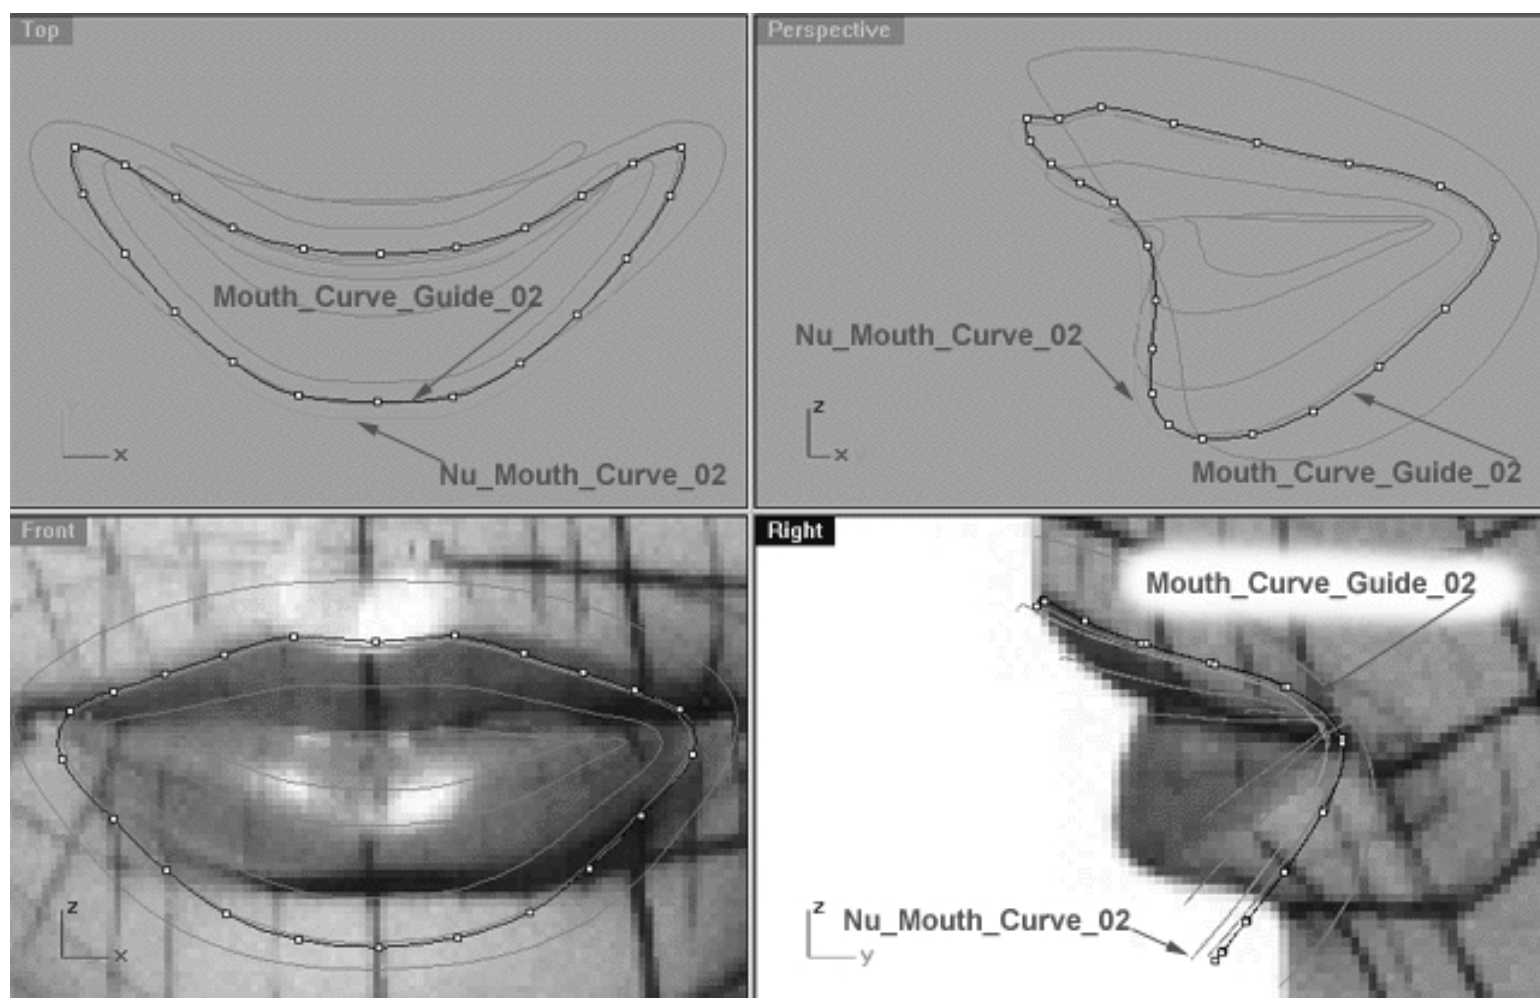 Top
Mouth_Curve_Guide_02
Nu_Mouth_Curve_02
x
Perspective
Nu_Mouth_Curve_02
Mouth_Curve_Guide_02
z
x
Front
z
x
Right
Mouth_Curve_Guide_02
Nu_Mouth_Curve_02
z
y